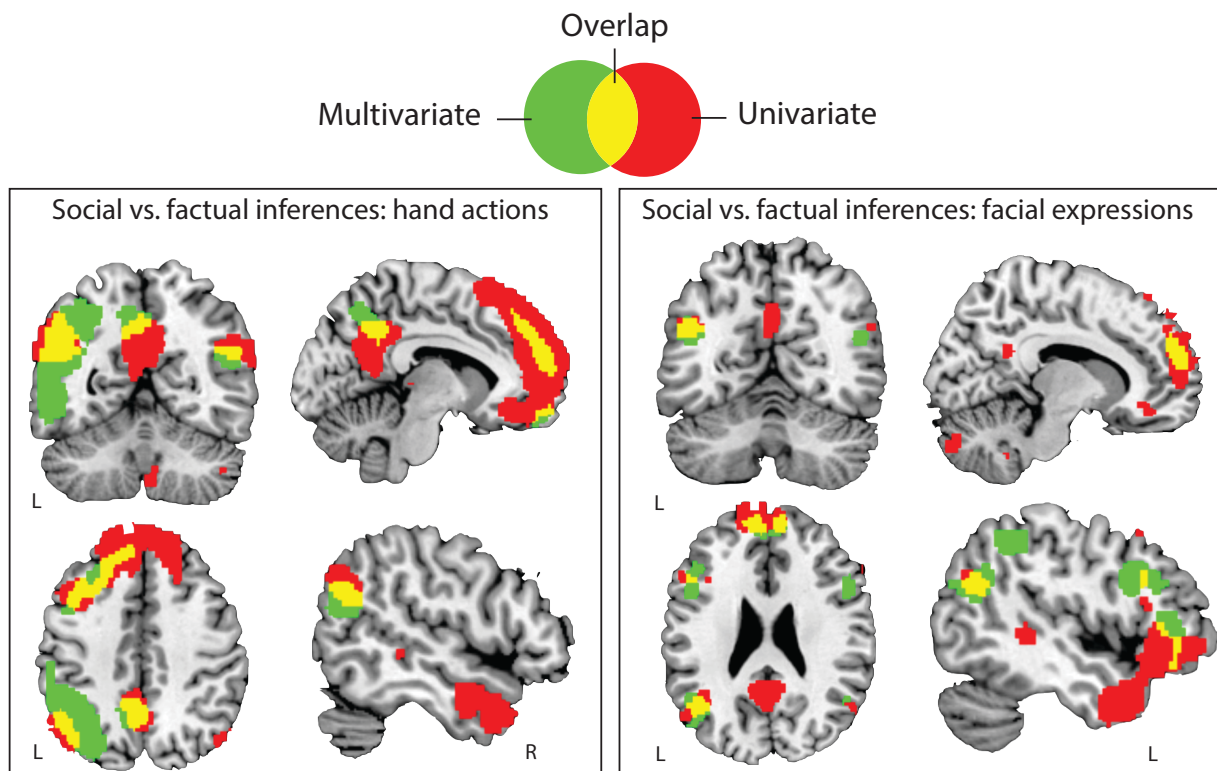 Overlap
Multivariate
Univariate
Social vs. factual inferences: hand actions
Social vs. factual inferences: facial expressions
L
L
L
R
L
L